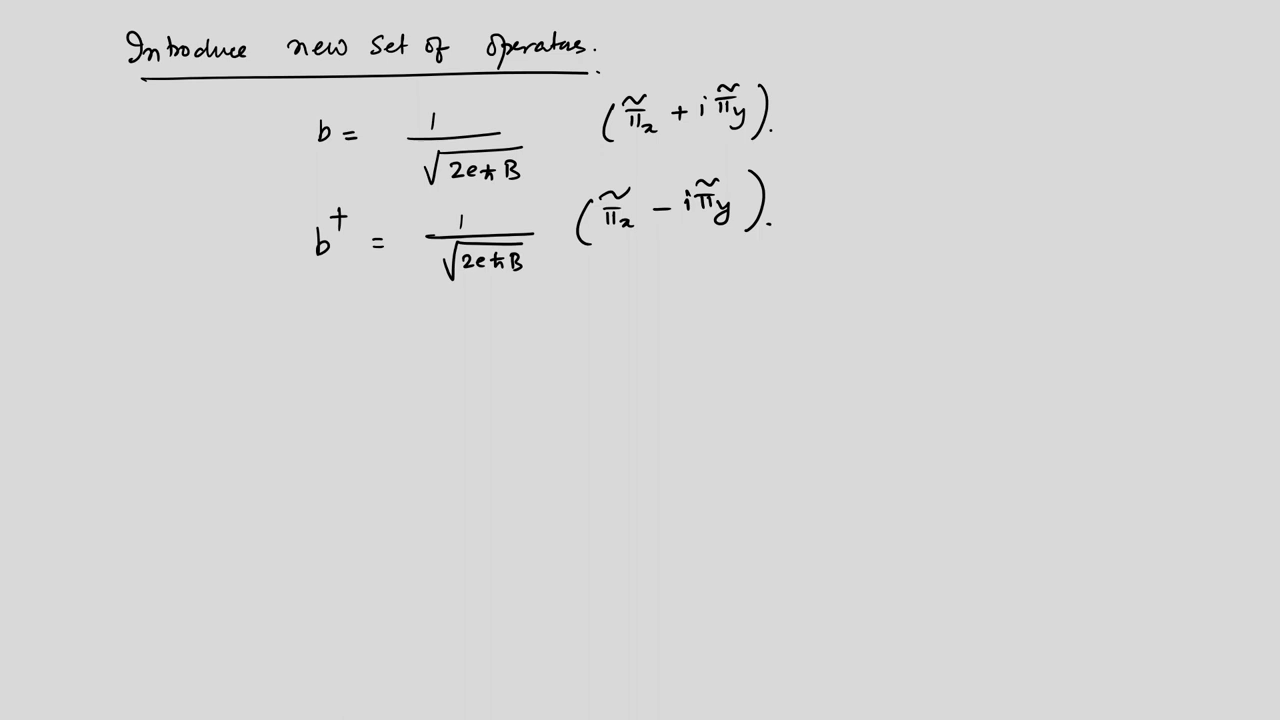 Introduce new set of operators.
b = 1/√(2eħB) (π̃x + iπ̃y).
b† = 1/√(2eħB) (π̃x − iπ̃y).